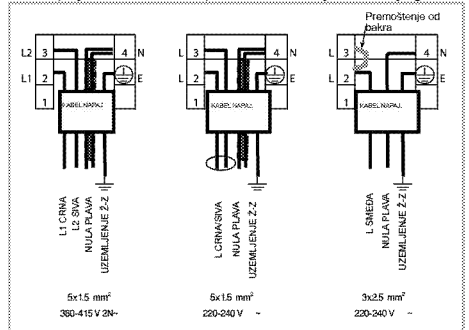 Premoštenje od
bakra
L2 3 4 N
L1 2 E
1
KABEL NAPAJ.
L1 CRNA
L2 SIVA
NULA PLAVA
UZEMLJENJE Ž-Z
5x1.5 mm²
380-415 V 2N~
L 3 4 N
2 E
1
KABEL NAPAJ.
L CRNA/SIVA
NULA PLAVA
UZEMLJENJE Ž-Z
5x1.5 mm²
220-240 V ~
L 3 4 N
L 2 E
1
KABEL NAPAJ.
L SMEĐA
NULA PLAVA
UZEMLJENJE Ž-Z
3x2.5 mm²
220-240 V ~